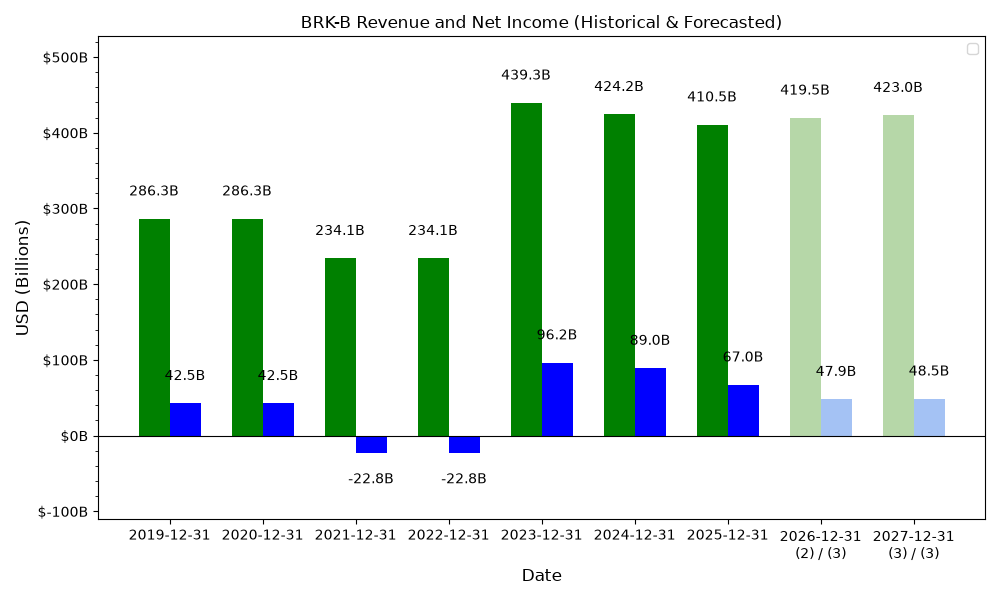 BRK-B Revenue and Net Income (Historical & Forecasted)
$500B
$400B
$300B
$200B
$100B
$0B
$-100B
USD (Billions)
286.3B
286.3B
234.1B
234.1B
439.3B
424.2B
410.5B
419.5B
423.0B
42.5B
42.5B
-22.8B
-22.8B
96.2B
89.0B
67.0B
47.9B
48.5B
2019-12-31
2020-12-31
2021-12-31
2022-12-31
2023-12-31
2024-12-31
2025-12-31
2026-12-31
(2) / (3)
2027-12-31
(3) / (3)
Date